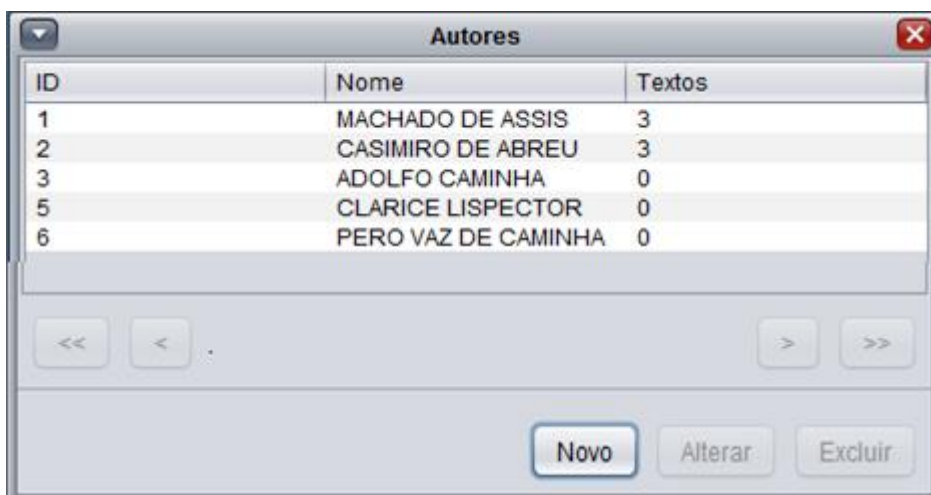 Autores
ID Nome Textos
1 MACHADO DE ASSIS 3
2 CASIMIRO DE ABREU 3
3 ADOLFO CAMINHA 0
5 CLARICE LISPECTOR 0
6 PERO VAZ DE CAMINHA 0
<< < . > >>
Novo Alterar Excluir